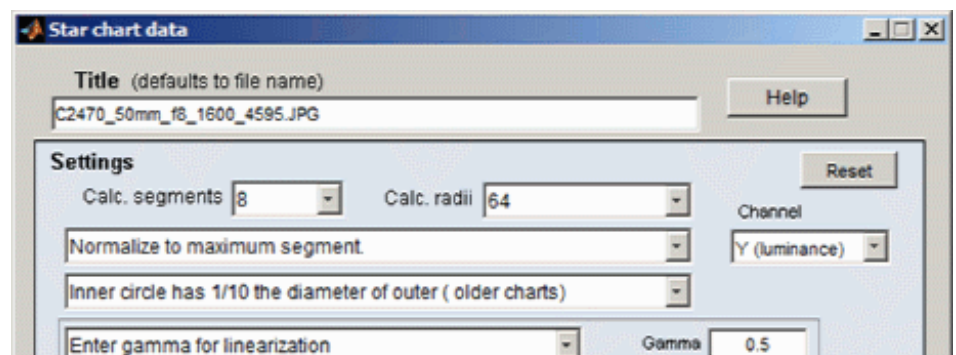 Star chart data
Title (defaults to file name)
Help
C2470_50mm_f8_1600_4595.JPG
Settings
Reset
Calc. segments 8 Calc. radii 64
Channel
Normalize to maximum segment. Y (luminance)
Inner circle has 1/10 the diameter of outer ( older charts)
Enter gamma for linearization Gamma 0.5